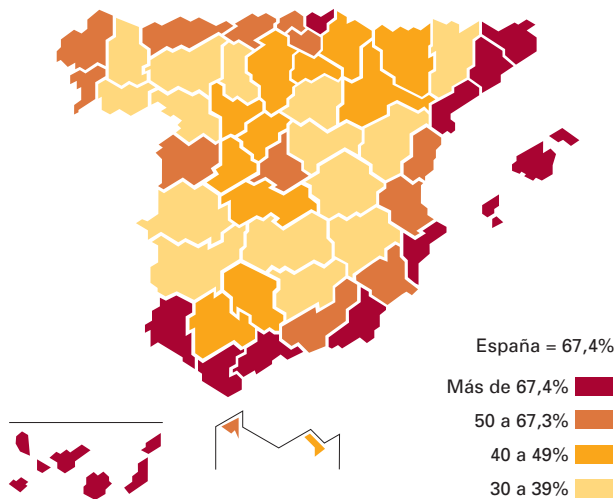 España = 67,4%
Más de 67,4%
50 a 67,3%
40 a 49%
30 a 39%